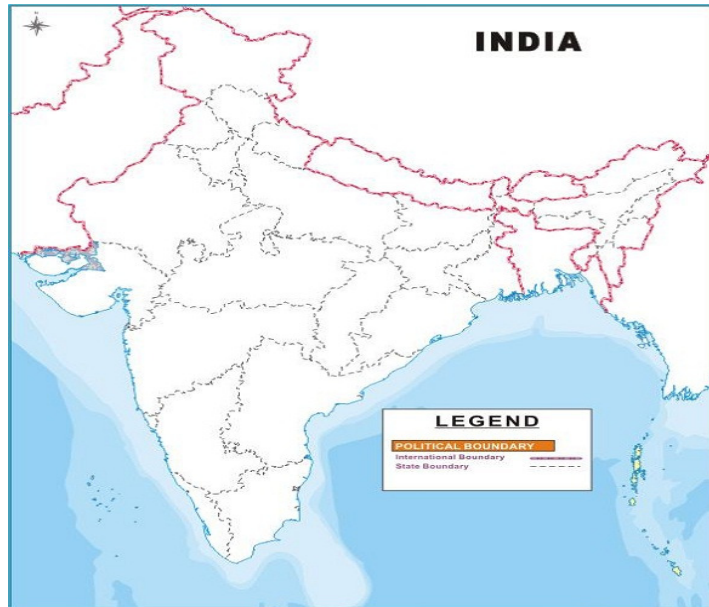 INDIA
LEGEND
POLITICAL BOUNDARY
International Boundary
State Boundary